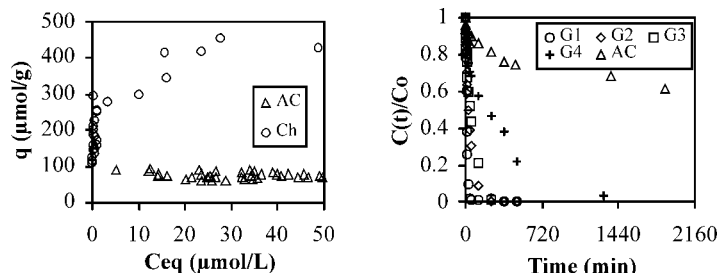 500
400
300
200
100
0
q (µmol/g)
0 10 20 30 40 50
Ceq (µmol/L)
AC
Ch
1
0.8
0.6
0.4
0.2
0
C(t)/Co
G1 G2 G3
G4 AC
0 720 1440 2160
Time (min)